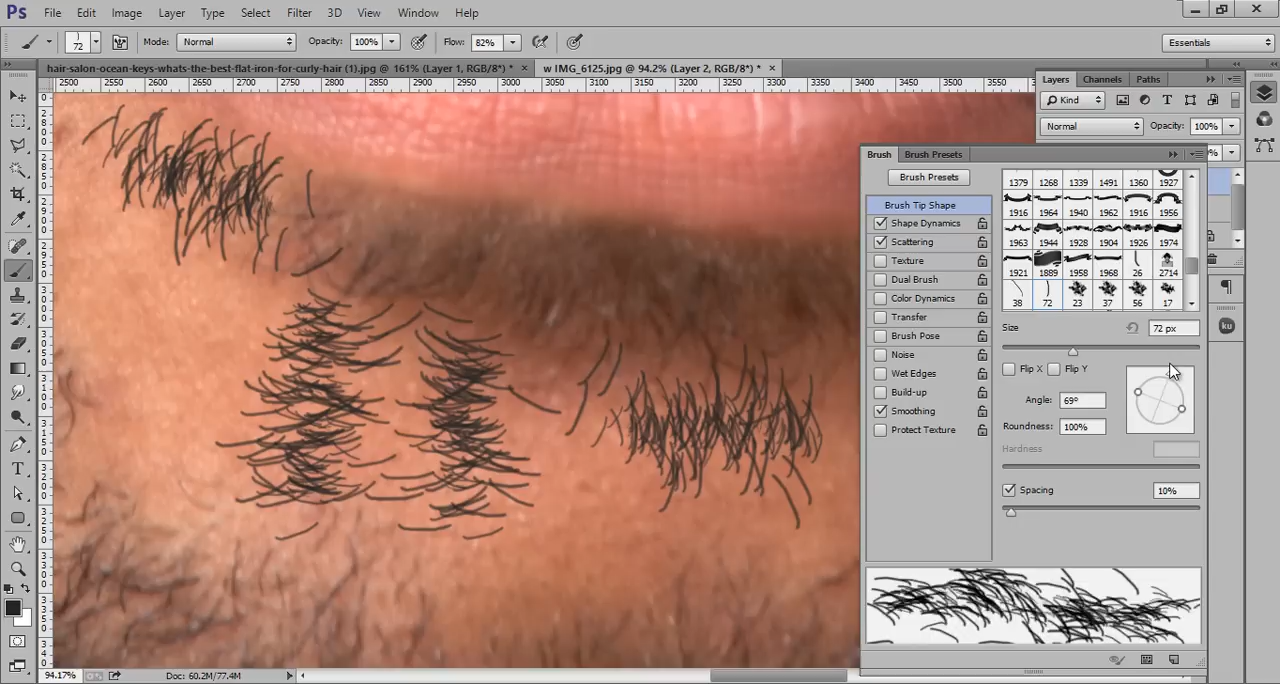 Ps File Edit Image Layer Type Select Filter 3D View Window Help
72 Mode: Normal Opacity: 100% Flow: 82% Essentials
hair-salon-ocean-keys-whats-the-best-flat-iron-for-curly-hair (1).jpg @ 161% (Layer 1, RGB/8*) * × w IMG_6125.jpg @ 94.2% (Layer 2, RGB/8*) * ×
2500 2600 2650 2700 2750 2800 2850 2900 2950 3000 3050 3100 3150 3200 3250 3300 3350 3400 3450 3500 3550
Layers Channels Paths
Kind
Normal Opacity: 100%
Brush Brush Presets
Brush Presets
Brush Tip Shape
Shape Dynamics
Scattering
Texture
Dual Brush
Color Dynamics
Transfer
Brush Pose
Noise
Wet Edges
Build-up
Smoothing
Protect Texture
1379 1268 1339 1491 1360 1927
1916 1964 1940 1962 1916 1956
1963 1944 1928 1904 1926 1974
1921 1889 1958 1968 26 2714
38 72 23 37 56 17
Size 72 px
Flip X Flip Y
Angle: 69º
Roundness: 100%
Hardness
Spacing 10%
ku
94.17% Doc: 60.2M/77.4M